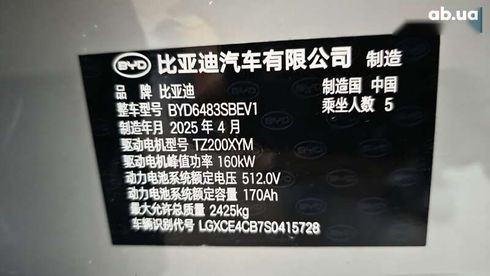 ab.ua
BYD 比亚迪汽车有限公司 制造
品 牌 比亚迪 制造国 中国
整车型号 BYD6483SBEV1 乘坐人数 5
制造年月 2025 年 4 月
驱动电机型号 TZ200XYM
驱动电机峰值功率 160kW
动力电池系统额定电压 512.0V
动力电池系统额定容量 170Ah
最大允许总质量 2425kg
车辆识别代号 LGXCE4CB7S0415728